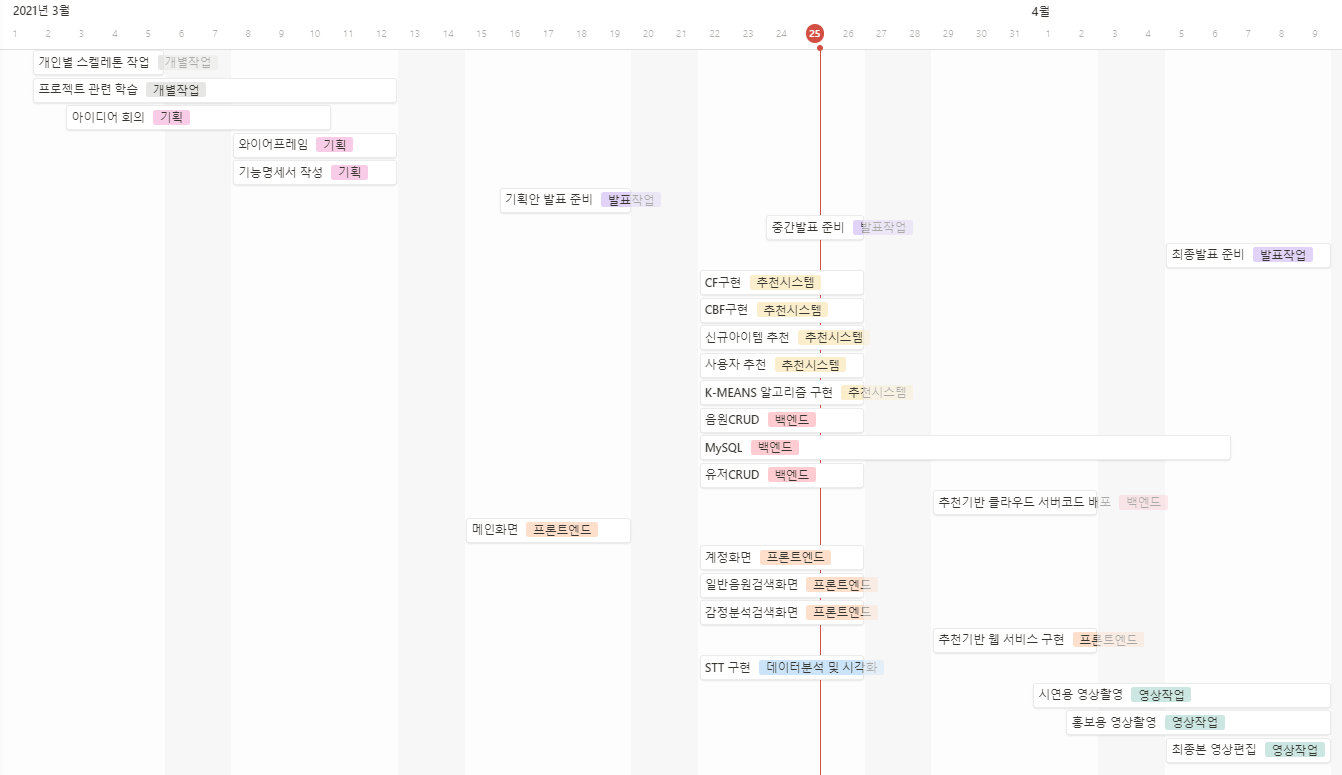 2021년 3월 4월
1 2 3 4 5 6 7 8 9 10 11 12 13 14 15 16 17 18 19 20 21 22 23 24 25 26 27 28 29 30 31 1 2 3 4 5 6 7 8 9
개인별 스켈레톤 작업 개별작업
프로젝트 관련 학습 개별작업
아이디어 회의 기획
와이어프레임 기획
기능명세서 작성 기획
기획안 발표 준비 발표작업
중간발표 준비 발표작업
최종발표 준비 발표작업
CF구현 추천시스템
CBF구현 추천시스템
신규아이템 추천 추천시스템
사용자 추천 추천시스템
K-MEANS 알고리즘 구현 추천시스템
음원CRUD 백엔드
MySQL 백엔드
유저CRUD 백엔드
추천기반 클라우드 서버코드 배포 백엔드
메인화면 프론트엔드
계정화면 프론트엔드
일반음원검색화면 프론트엔드
감정분석검색화면 프론트엔드
추천기반 웹 서비스 구현 프론트엔드
STT 구현 데이터분석 및 시각화
시연용 영상촬영 영상작업
홍보용 영상촬영 영상작업
최종본 영상편집 영상작업